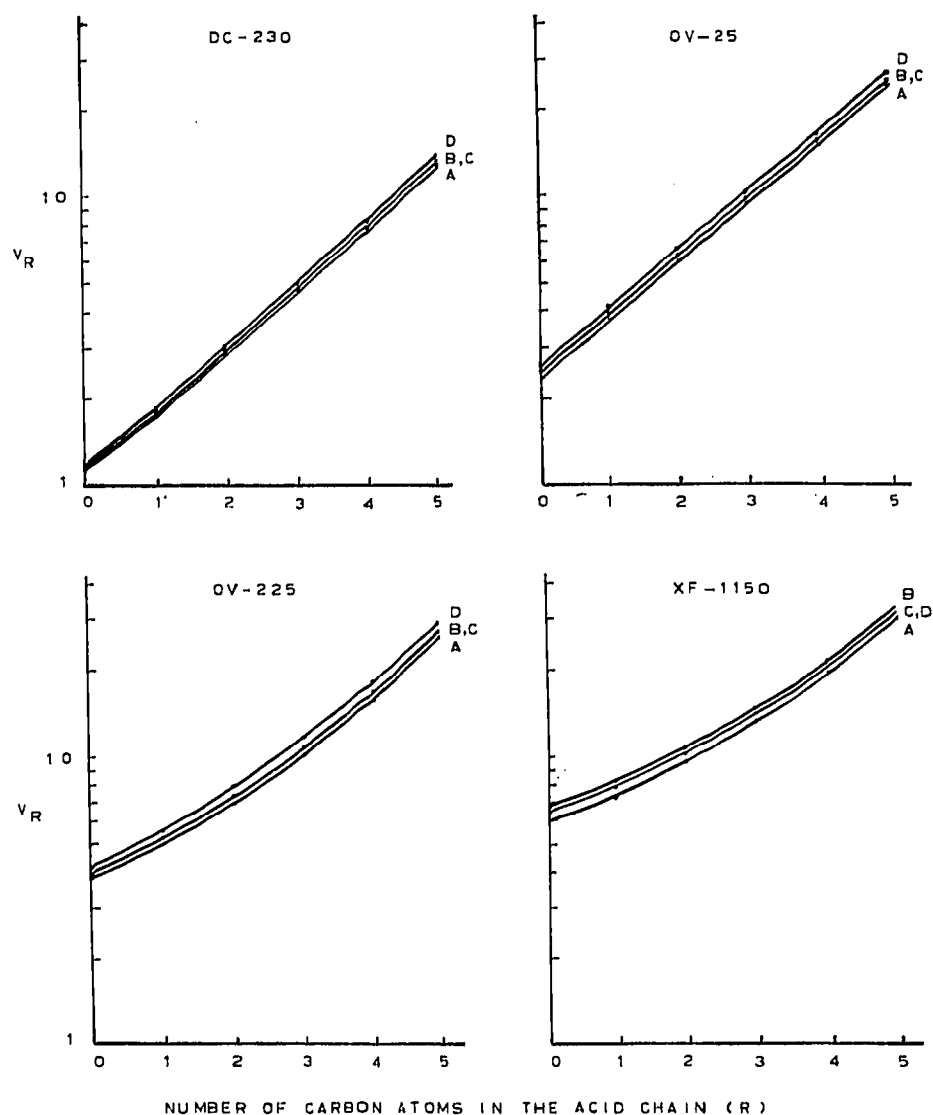 DC-230
OV-25
D
B,C
A
D
B,C
A
10
VR
1
0 1 2 3 4 5
0 1 2 3 4 5
OV-225
XF-1150
D
B,C
A
B
C,D
A
10
VR
1
0 1 2 3 4 5
0 1 2 3 4 5
NUMBER OF CARBON ATOMS IN THE ACID CHAIN (R)